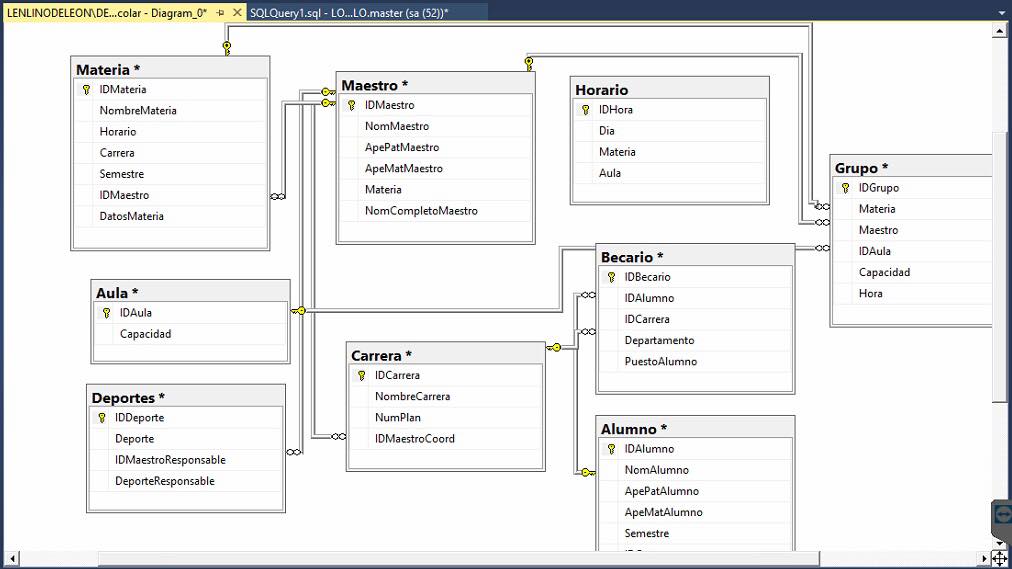 LENLINODELEON\DE...colar - Diagram_0*
SQLQuery1.sql - LO...LO.master (sa (52))*
Materia *
IDMateria
NombreMateria
Horario
Carrera
Semestre
IDMaestro
DatosMateria
Maestro *
IDMaestro
NomMaestro
ApePatMaestro
ApeMatMaestro
Materia
NomCompletoMaestro
Horario
IDHora
Dia
Materia
Aula
Grupo *
IDGrupo
Materia
Maestro
IDAula
Capacidad
Hora
Becario *
IDBecario
IDAlumno
IDCarrera
Departamento
PuestoAlumno
Aula *
IDAula
Capacidad
Carrera *
IDCarrera
NombreCarrera
NumPlan
IDMaestroCoord
Deportes *
IDDeporte
Deporte
IDMaestroResponsable
DeporteResponsable
Alumno *
IDAlumno
NomAlumno
ApePatAlumno
ApeMatAlumno
Semestre